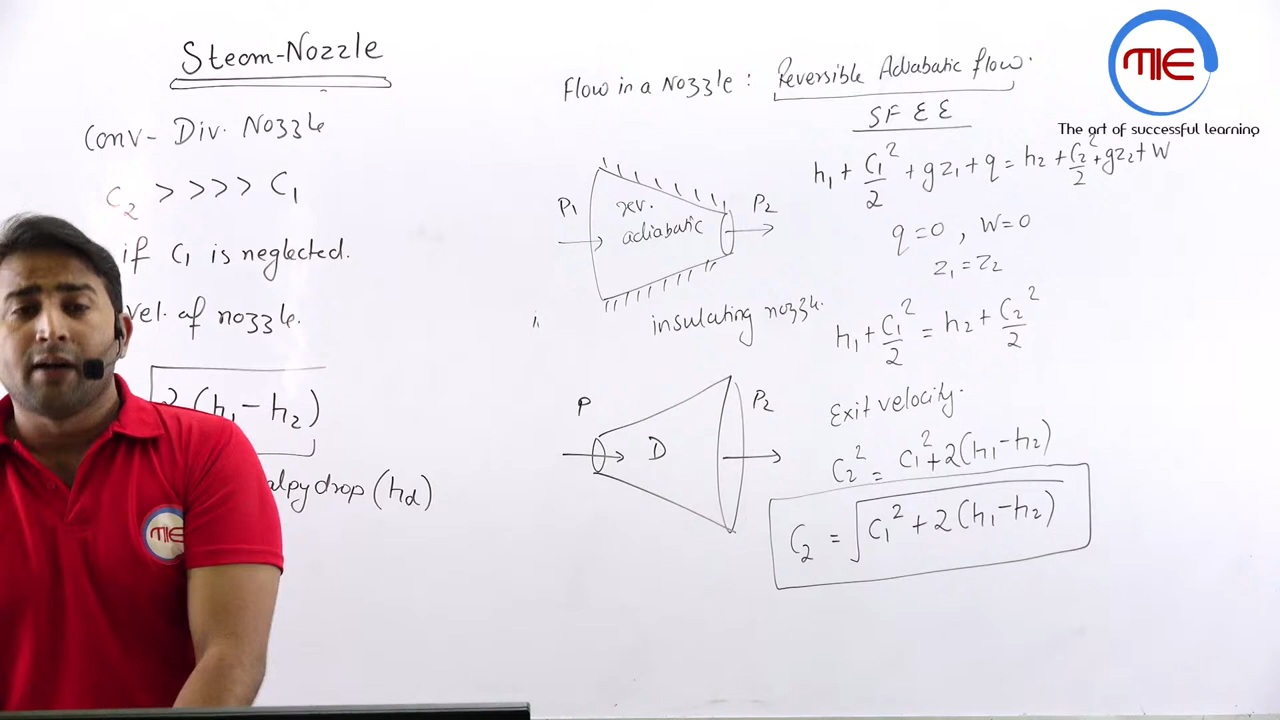 Steam-Nozzle
Conv- Div. Nozzle
C₂ > > > > C₁
if C₁ is neglected.
vel. of nozzle.
2 (h₁ - h₂)
alpy drop (hd)
Flow in a Nozzle : Reversible Adiabatic flow.
SFEE
P₁
rev.
adiabatic
P₂
insulating nozzle.
P
D
P₂
h₁ + C₁²/2 + gz₁ + q = h₂ + C₂²/2 + gz₂ + W
q = 0 , W = 0
z₁ = z₂
h₁ + C₁²/2 = h₂ + C₂²/2
Exit velocity.
C₂² = C₁² + 2(h₁ - h₂)
C₂ = √C₁² + 2 (h₁ - h₂)
MIE
The art of successful learning
MIE